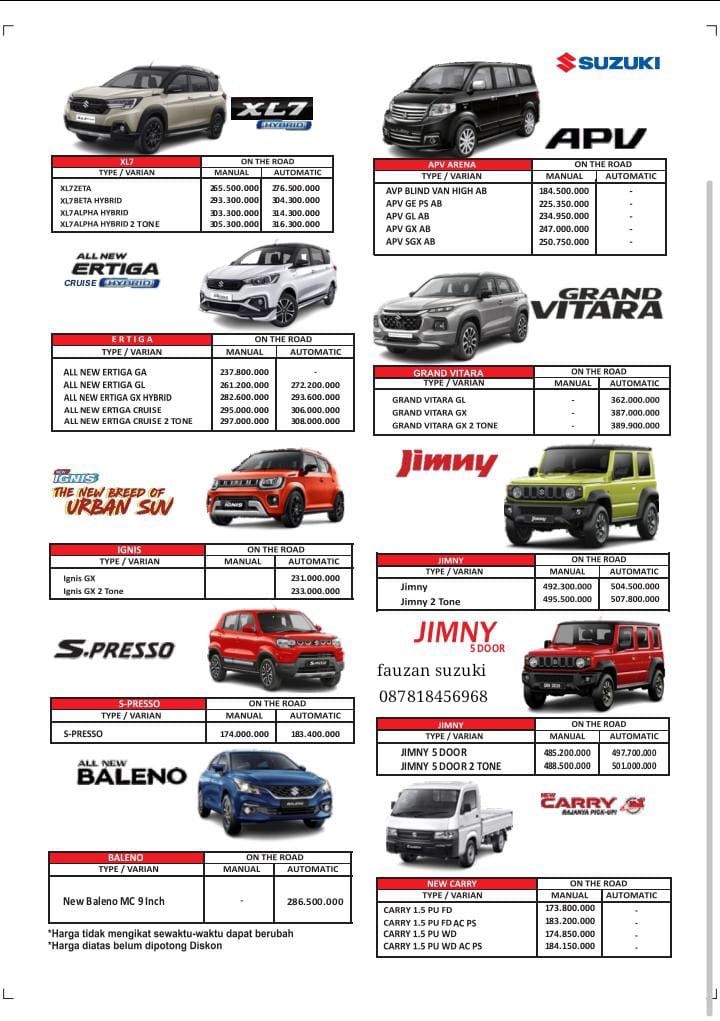 XL7
HYBRID
XL7 ON THE ROAD
TYPE / VARIAN MANUAL AUTOMATIC
XL7ZETA 265.500.000 276.500.000
XL7BETA HYBRID 293.300.000 304.300.000
XL7ALPHA HYBRID 303.300.000 314.300.000
XL7ALPHA HYBRID 2 TONE 305.300.000 316.300.000
ALL NEW
ERTIGA
CRUISE HYBRID
ERTIGA ON THE ROAD
TYPE / VARIAN MANUAL AUTOMATIC
ALL NEW ERTIGA GA 237.800.000 -
ALL NEW ERTIGA GL 261.200.000 272.200.000
ALL NEW ERTIGA GX HYBRID 282.600.000 293.600.000
ALL NEW ERTIGA CRUISE 295.000.000 306.000.000
ALL NEW ERTIGA CRUISE 2 TONE 297.000.000 308.000.000
NEW
IGNIS
THE NEW BREED OF
URBAN SUV
IGNIS ON THE ROAD
TYPE / VARIAN MANUAL AUTOMATIC
Ignis GX 231.000.000
Ignis GX 2 Tone 233.000.000
S.PRESSO
S-PRESSO ON THE ROAD
TYPE / VARIAN MANUAL AUTOMATIC
S-PRESSO 174.000.000 183.400.000
ALL NEW
BALENO
BALENO ON THE ROAD
TYPE / VARIAN MANUAL AUTOMATIC
New Baleno MC 9 Inch - 286.500.000
*Harga tidak mengikat sewaktu-waktu dapat berubah
*Harga diatas belum dipotong Diskon
SUZUKI
APV
APV ARENA ON THE ROAD
TYPE / VARIAN MANUAL AUTOMATIC
AVP BLIND VAN HIGH AB 184.500.000 -
APV GE PS AB 225.350.000 -
APV GL AB 234.950.000 -
APV GX AB 247.000.000 -
APV SGX AB 250.750.000 -
GRAND
VITARA
GRAND VITARA ON THE ROAD
TYPE / VARIAN MANUAL AUTOMATIC
GRAND VITARA GL - 362.000.000
GRAND VITARA GX - 387.000.000
GRAND VITARA GX 2 TONE - 389.900.000
Jimny
JIMNY ON THE ROAD
TYPE / VARIAN MANUAL AUTOMATIC
Jimny 492.300.000 504.500.000
Jimny 2 Tone 495.500.000 507.800.000
JIMNY
5 DOOR
fauzan suzuki
087818456968
JIMNY ON THE ROAD
TYPE / VARIAN MANUAL AUTOMATIC
JIMNY 5 DOOR 485.200.000 497.700.000
JIMNY 5 DOOR 2 TONE 488.500.000 501.000.000
NEW
CARRY
RAJANYA PICK-UP!
NEW CARRY ON THE ROAD
TYPE / VARIAN MANUAL AUTOMATIC
CARRY 1.5 PU FD 173.800.000 -
CARRY 1.5 PU FD AC PS 183.200.000 -
CARRY 1.5 PU WD 174.850.000 -
CARRY 1.5 PU WD AC PS 184.150.000 -